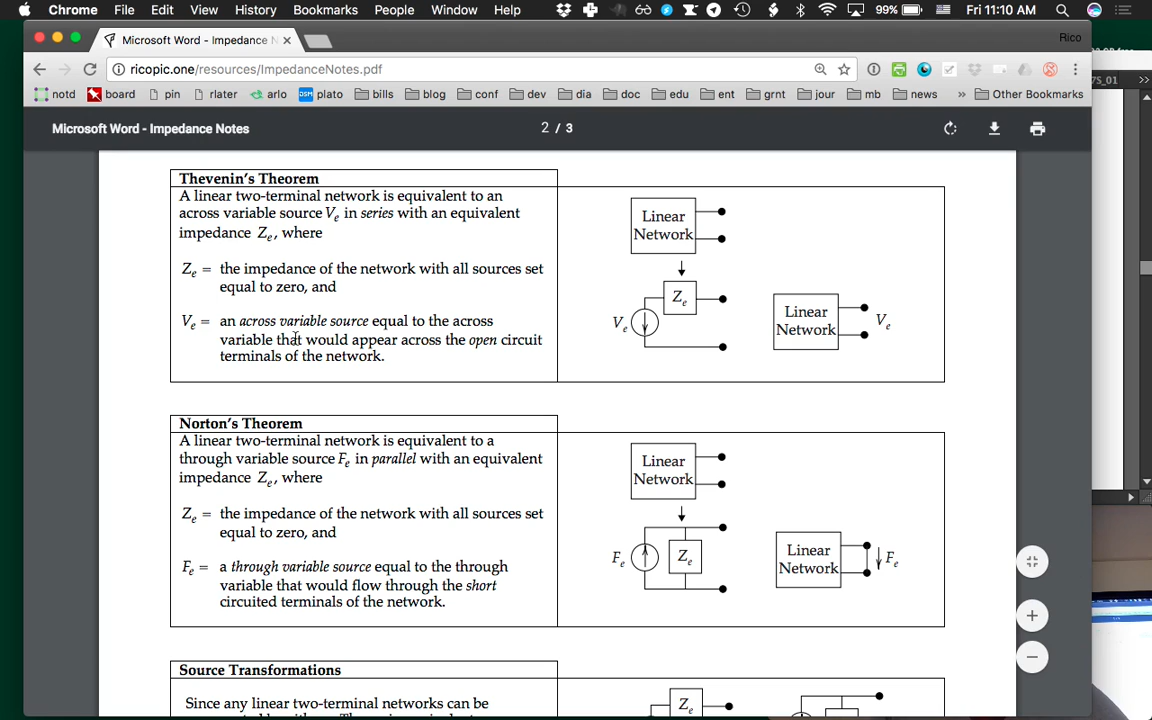 Chrome File Edit View History Bookmarks People Window Help 99% Fri 11:10 AM
Microsoft Word - Impedance N Rico
ricopic.one/resources/ImpedanceNotes.pdf
notd board pin rlater arlo plato bills blog conf dev dia doc edu ent grnt jour mb news » Other Bookmarks
Microsoft Word - Impedance Notes 2 / 3
Thevenin's Theorem
A linear two-terminal network is equivalent to an
across variable source Ve in series with an equivalent
impedance Ze, where
Ze = the impedance of the network with all sources set
equal to zero, and
Ve = an across variable source equal to the across
variable that would appear across the open circuit
terminals of the network.
Linear
Network
Ze
Ve
Linear
Network
Ve
Norton's Theorem
A linear two-terminal network is equivalent to a
through variable source Fe in parallel with an equivalent
impedance Ze, where
Ze = the impedance of the network with all sources set
equal to zero, and
Fe = a through variable source equal to the through
variable that would flow through the short
circuited terminals of the network.
Linear
Network
Fe
Ze
Linear
Network
Fe
Source Transformations
Since any linear two-terminal networks can be
Ze